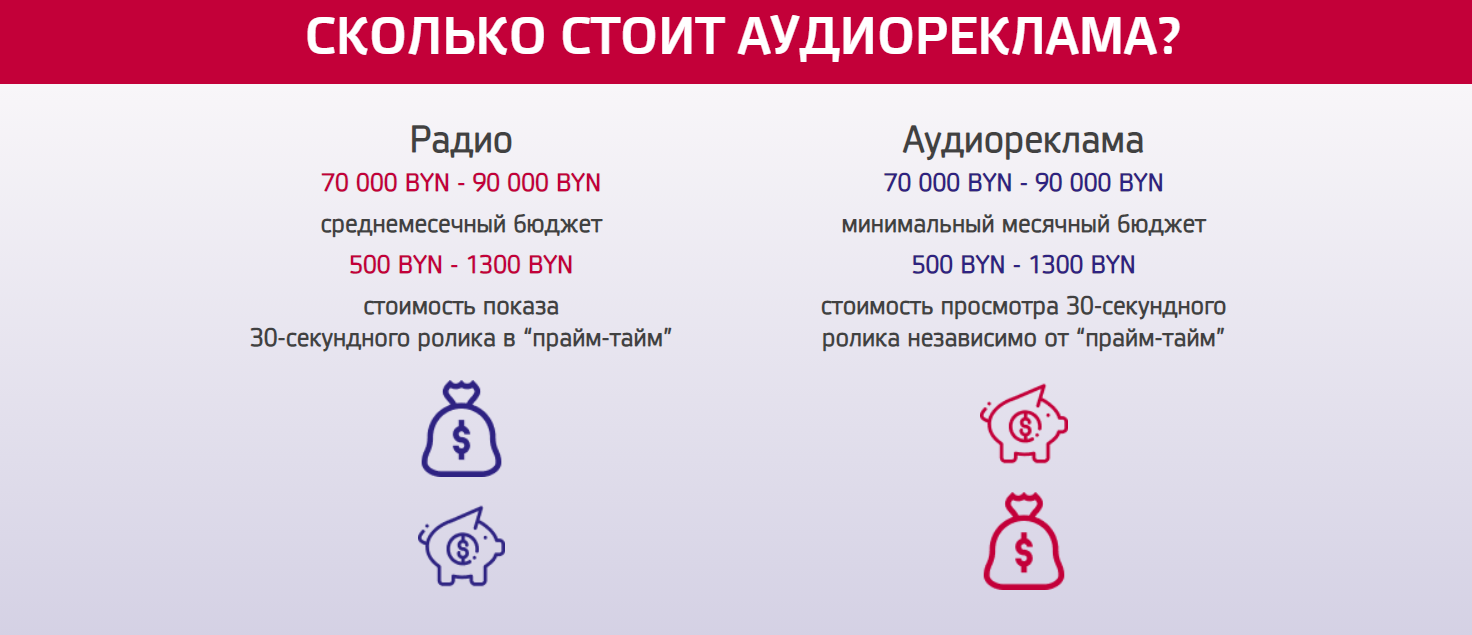 СКОЛЬКО СТОИТ АУДИОРЕКЛАМА?
Радио
70 000 BYN - 90 000 BYN
среднемесечный бюджет
500 BYN - 1300 BYN
стоимость показа
30-секундного ролика в “прайм-тайм”
Аудиореклама
70 000 BYN - 90 000 BYN
минимальный месячный бюджет
500 BYN - 1300 BYN
стоимость просмотра 30-секундного
ролика независимо от “прайм-тайм”
$
$
$
$